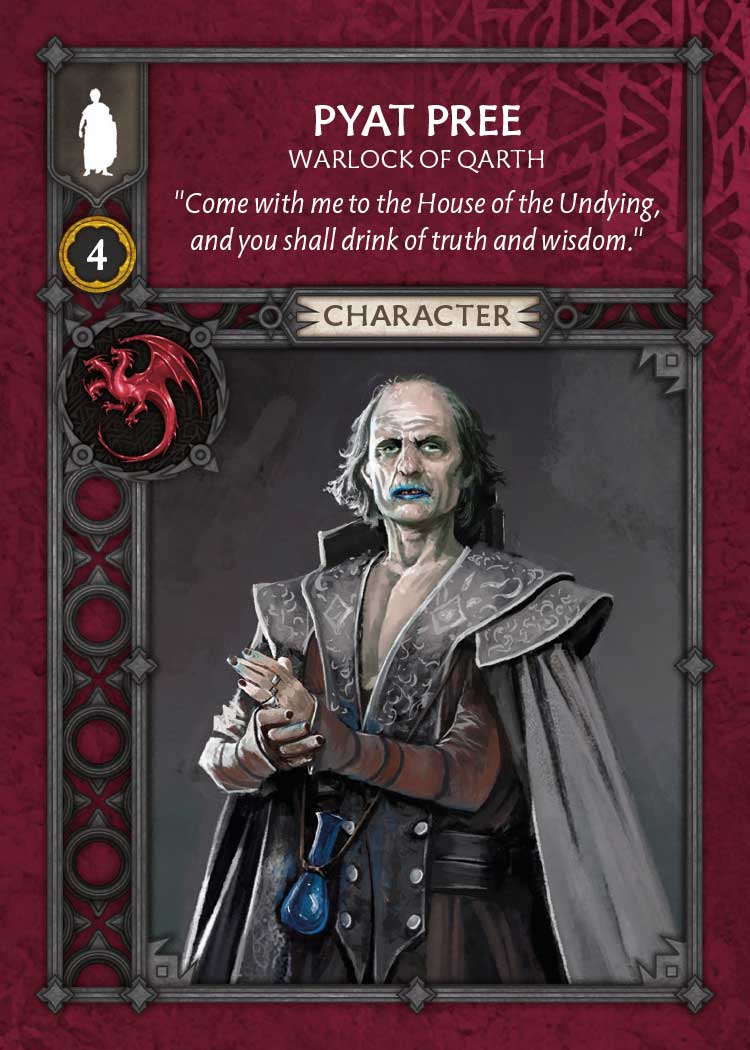 PYAT PREE
WARLOCK OF QARTH
"Come with me to the House of the Undying,
and you shall drink of truth and wisdom."
4
CHARACTER